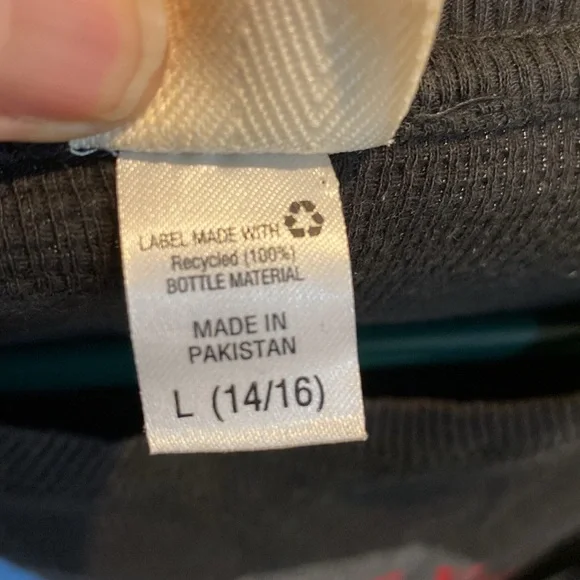 LABEL MADE WITH
Recycled (100%)
BOTTLE MATERIAL
MADE IN
PAKISTAN
L (14/16)